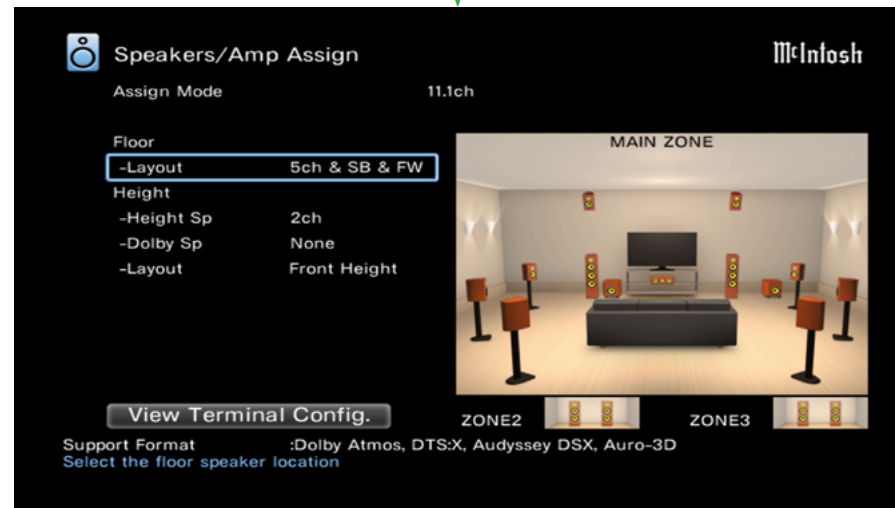 Speakers/Amp Assign
McIntosh
Assign Mode 11.1ch
Floor
MAIN ZONE
-Layout 5ch & SB & FW
Height
-Height Sp 2ch
-Dolby Sp None
-Layout Front Height
View Terminal Config.
ZONE2 ZONE3
Support Format :Dolby Atmos, DTS:X, Audyssey DSX, Auro-3D
Select the floor speaker location